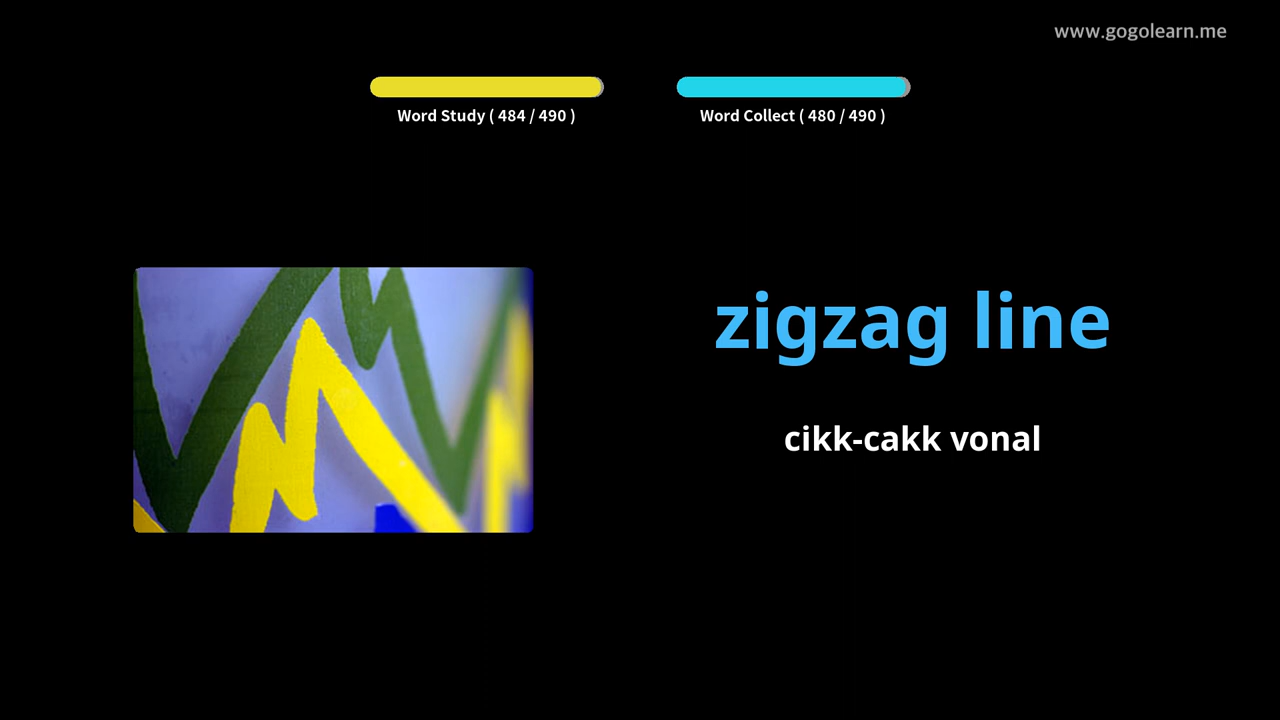 www.gogolearn.me
Word Study ( 484 / 490 )
Word Collect ( 480 / 490 )
zigzag line
cikk-cakk vonal